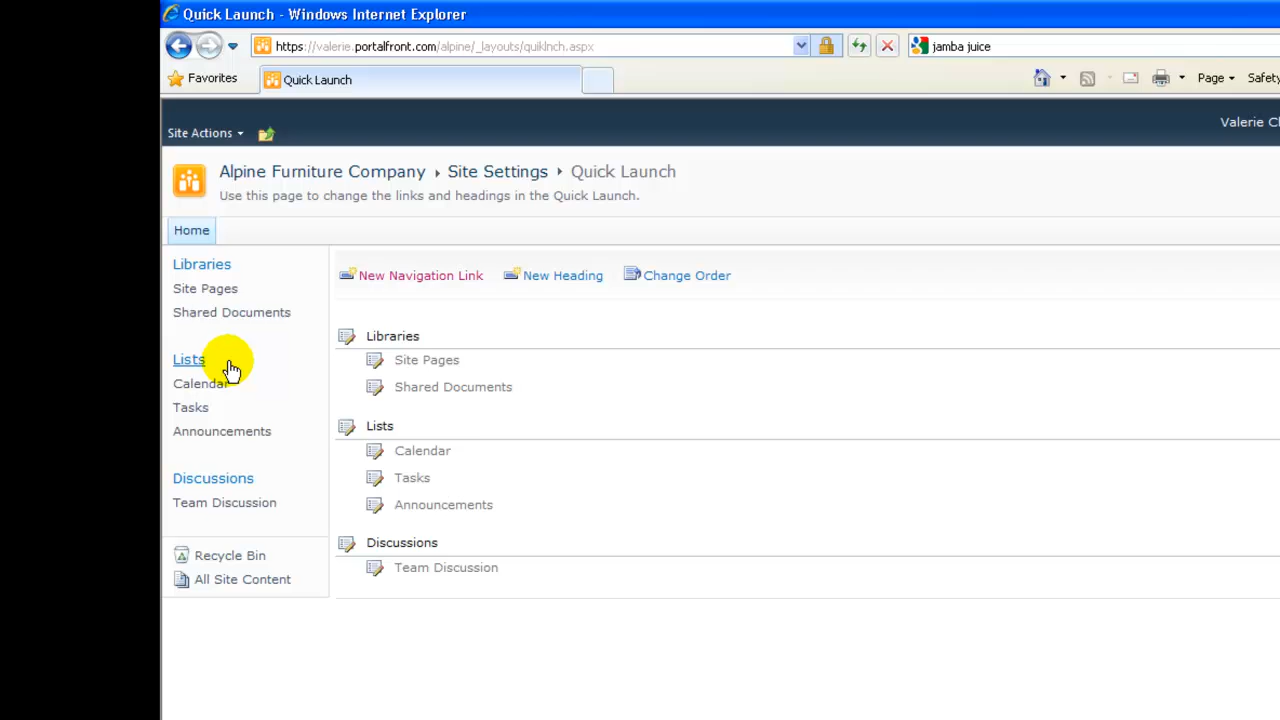 Quick Launch - Windows Internet Explorer
https://valerie.portalfront.com/alpine/_layouts/quiklnch.aspx
jamba juice
Favorites
Quick Launch
Page
Safety
Site Actions
Valerie Cl
Alpine Furniture Company
Site Settings
Quick Launch
Use this page to change the links and headings in the Quick Launch.
Home
Libraries
Site Pages
Shared Documents
Lists
Calendar
Tasks
Announcements
Discussions
Team Discussion
Recycle Bin
All Site Content
New Navigation Link
New Heading
Change Order
Libraries
Site Pages
Shared Documents
Lists
Calendar
Tasks
Announcements
Discussions
Team Discussion